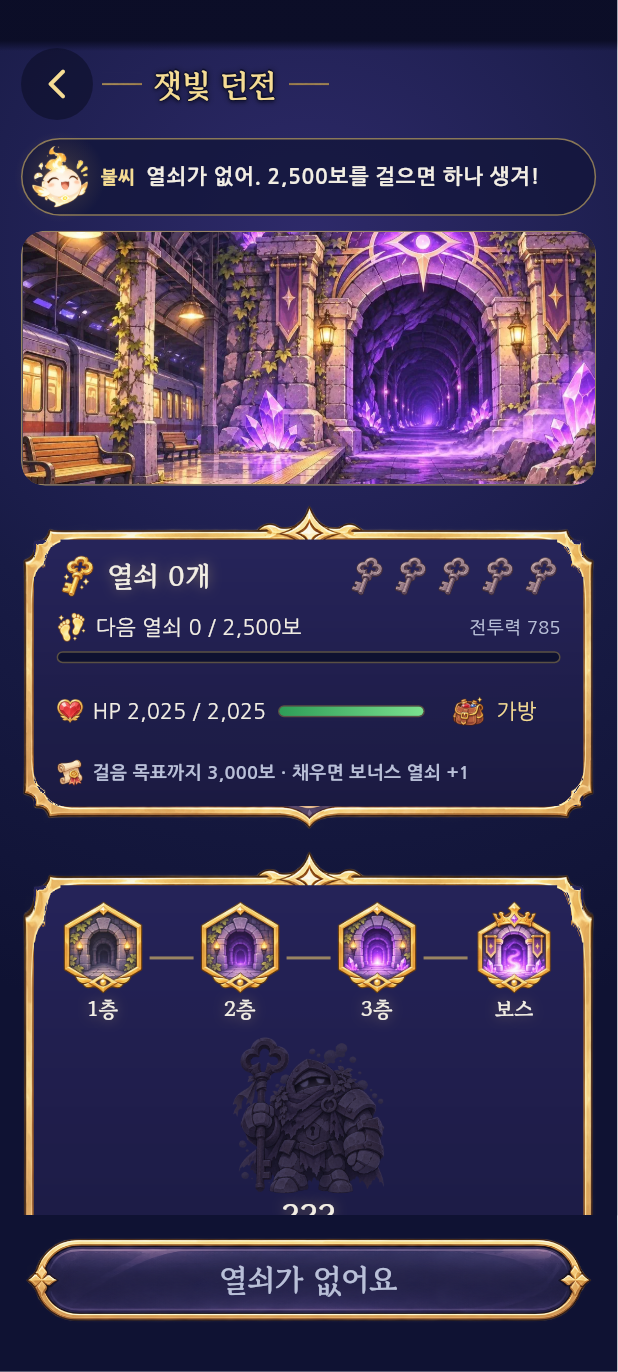 잿빛 던전
불씨 열쇠가 없어. 2,500보를 걸으면 하나 생겨!
열쇠 0개
다음 열쇠 0 / 2,500보
전투력 785
HP 2,025 / 2,025
가방
걸음 목표까지 3,000보 · 채우면 보너스 열쇠 +1
1층
2층
3층
보스
???
열쇠가 없어요